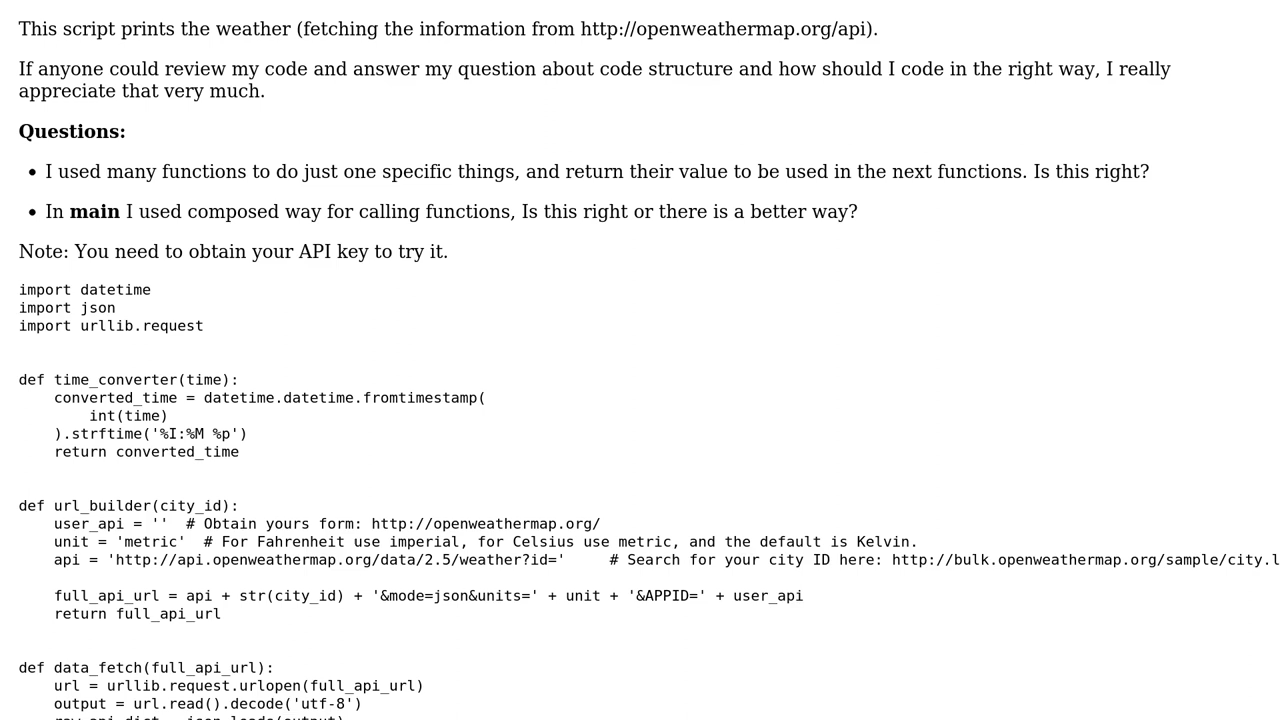 This script prints the weather (fetching the information from http://openweathermap.org/api).
If anyone could review my code and answer my question about code structure and how should I code in the right way, I really
appreciate that very much.
Questions:
• I used many functions to do just one specific things, and return their value to be used in the next functions. Is this right?
• In main I used composed way for calling functions, Is this right or there is a better way?
Note: You need to obtain your API key to try it.
import datetime
import json
import urllib.request
def time_converter(time):
    converted_time = datetime.datetime.fromtimestamp(
        int(time)
    ).strftime('%I:%M %p')
    return converted_time
def url_builder(city_id):
    user_api = ''  # Obtain yours form: http://openweathermap.org/
    unit = 'metric'  # For Fahrenheit use imperial, for Celsius use metric, and the default is Kelvin.
    api = 'http://api.openweathermap.org/data/2.5/weather?id='     # Search for your city ID here: http://bulk.openweathermap.org/sample/city.l
    full_api_url = api + str(city_id) + '&mode=json&units=' + unit + '&APPID=' + user_api
    return full_api_url
def data_fetch(full_api_url):
    url = urllib.request.urlopen(full_api_url)
    output = url.read().decode('utf-8')
    raw_api_dict = json.loads(output)